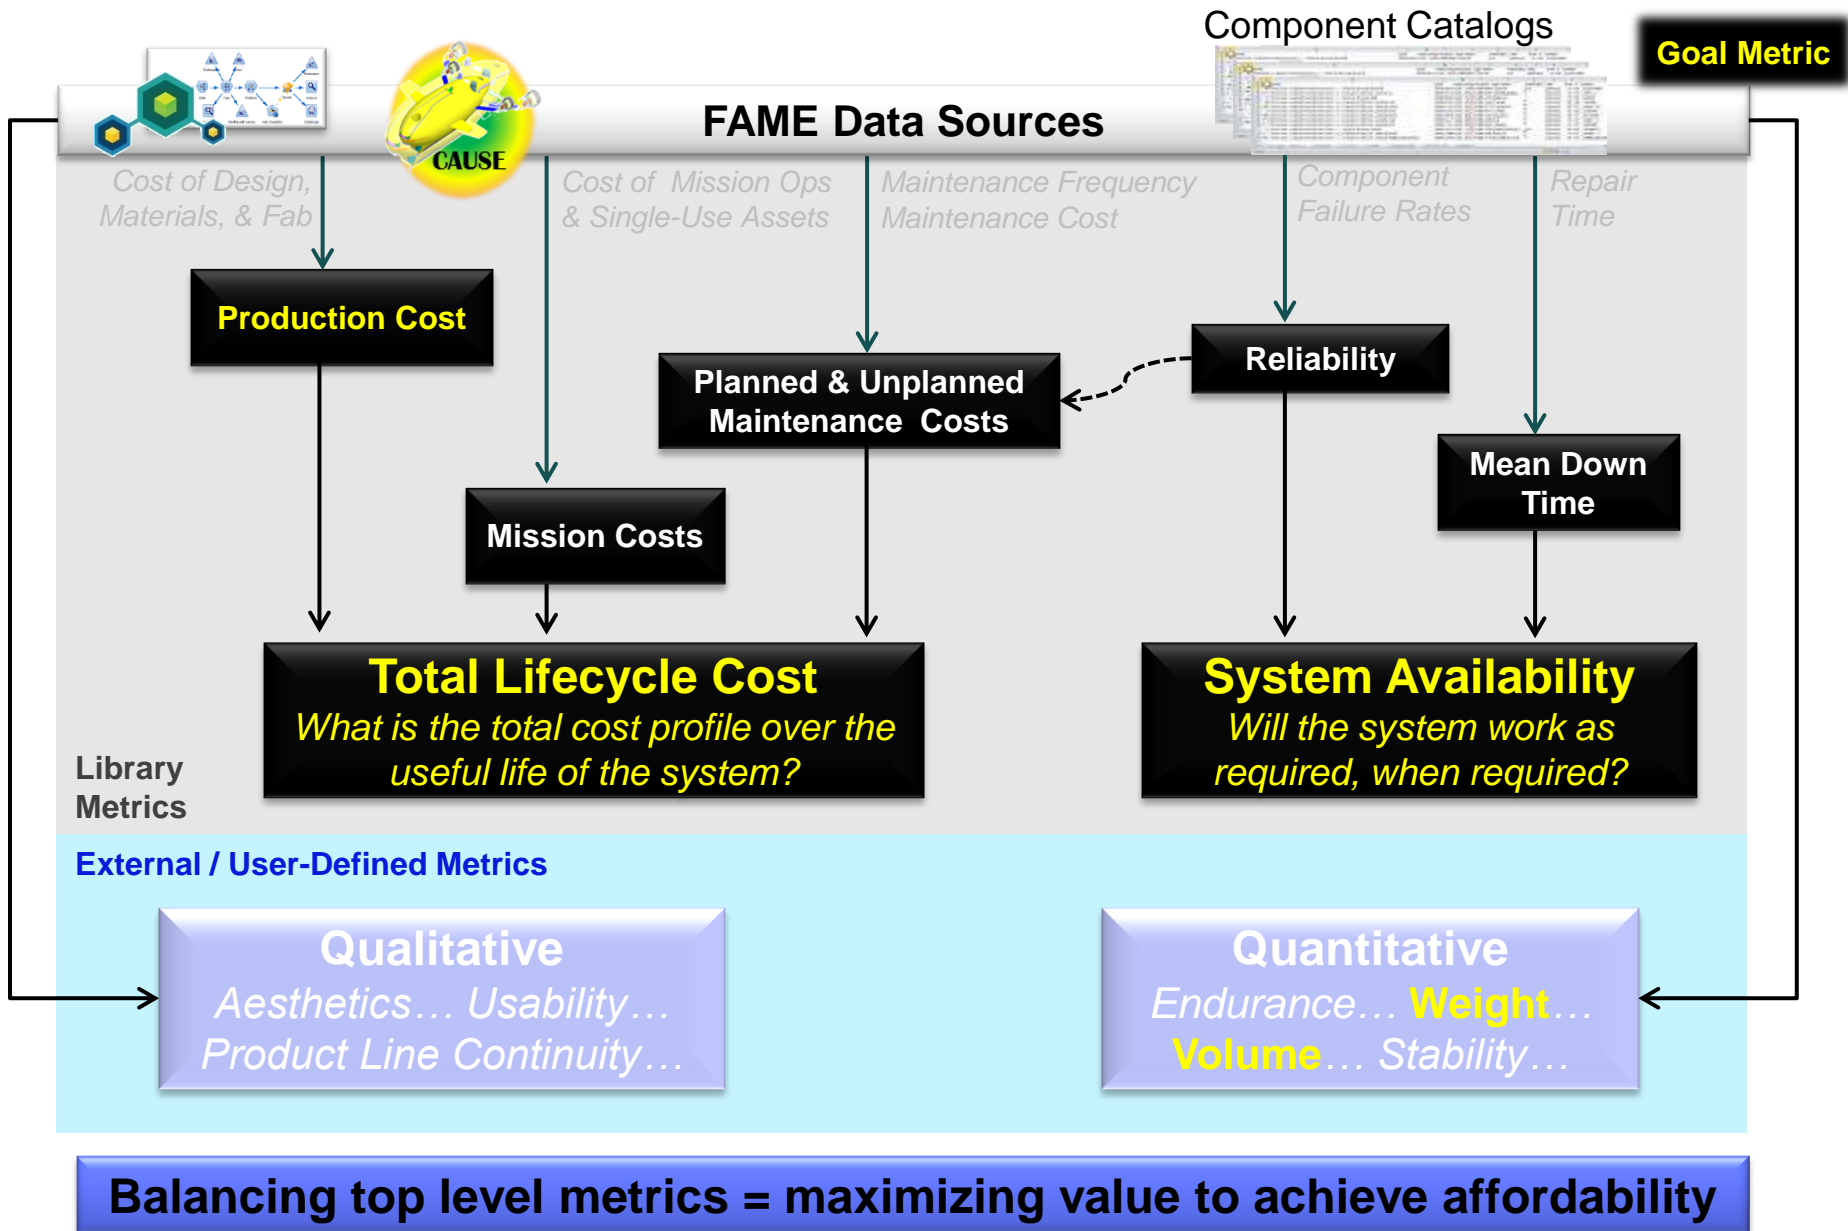 Component Catalogs
Goal Metric
FAME Data Sources
CAUSE
Cost of Design,
Materials, & Fab
Cost of Mission Ops
& Single-Use Assets
Maintenance Frequency
Maintenance Cost
Component
Failure Rates
Repair
Time
Production Cost
Planned & Unplanned
Maintenance Costs
Reliability
Mean Down
Time
Mission Costs
Total Lifecycle Cost
What is the total cost profile over the
useful life of the system?
System Availability
Will the system work as
required, when required?
Library
Metrics
External / User-Defined Metrics
Qualitative
Aesthetics… Usability…
Product Line Continuity…
Quantitative
Endurance… Weight…
Volume… Stability…
Balancing top level metrics = maximizing value to achieve affordability